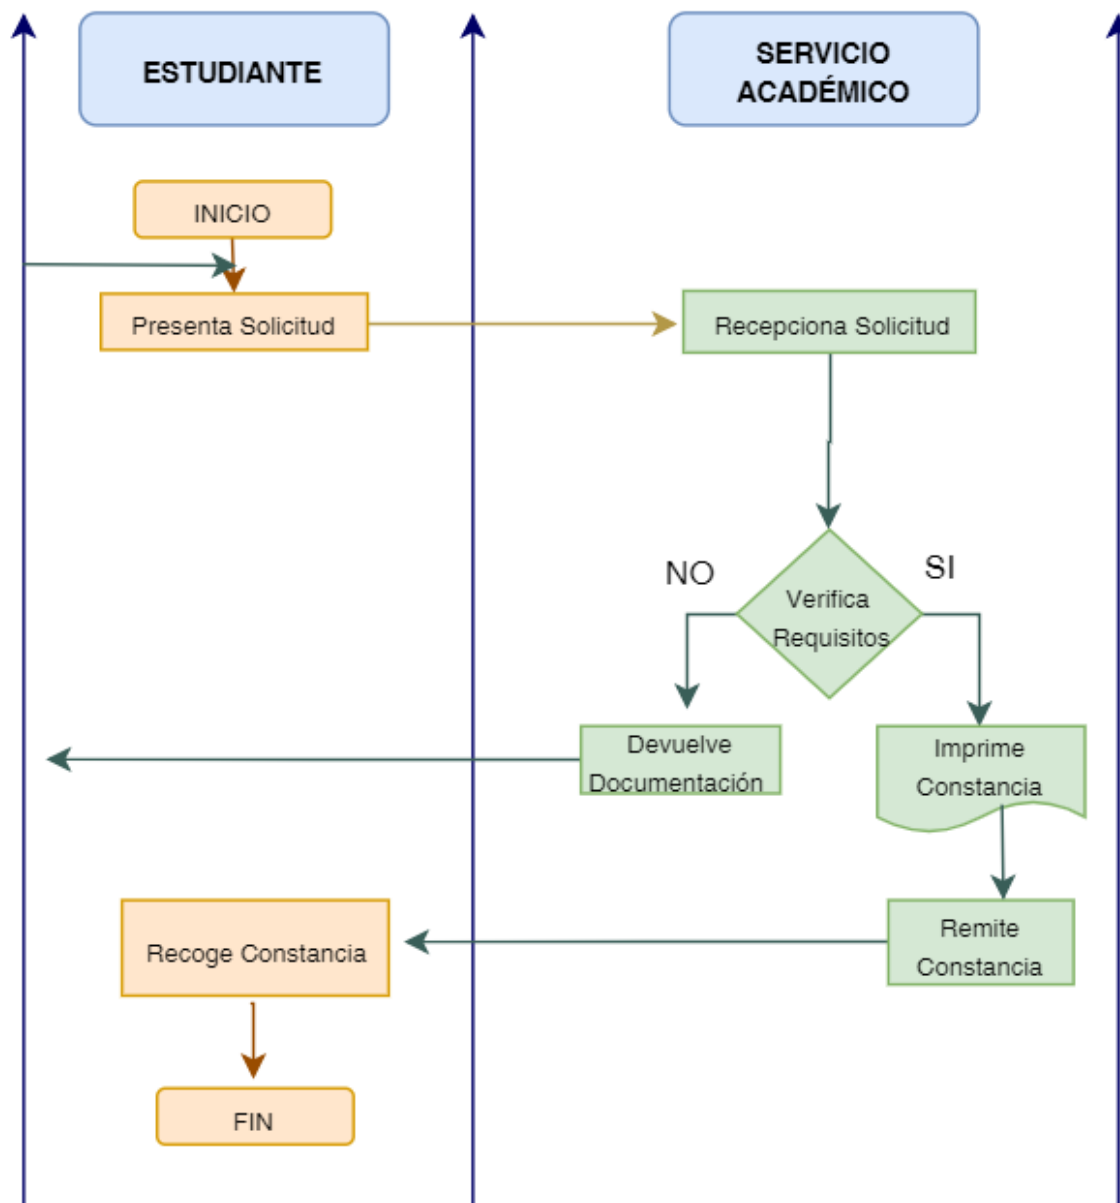 ESTUDIANTE
SERVICIO
ACADÉMICO
INICIO
Presenta Solicitud
Recepciona Solicitud
NO
SI
Verifica
Requisitos
Devuelve
Documentación
Imprime
Constancia
Recoge Constancia
Remite
Constancia
FIN